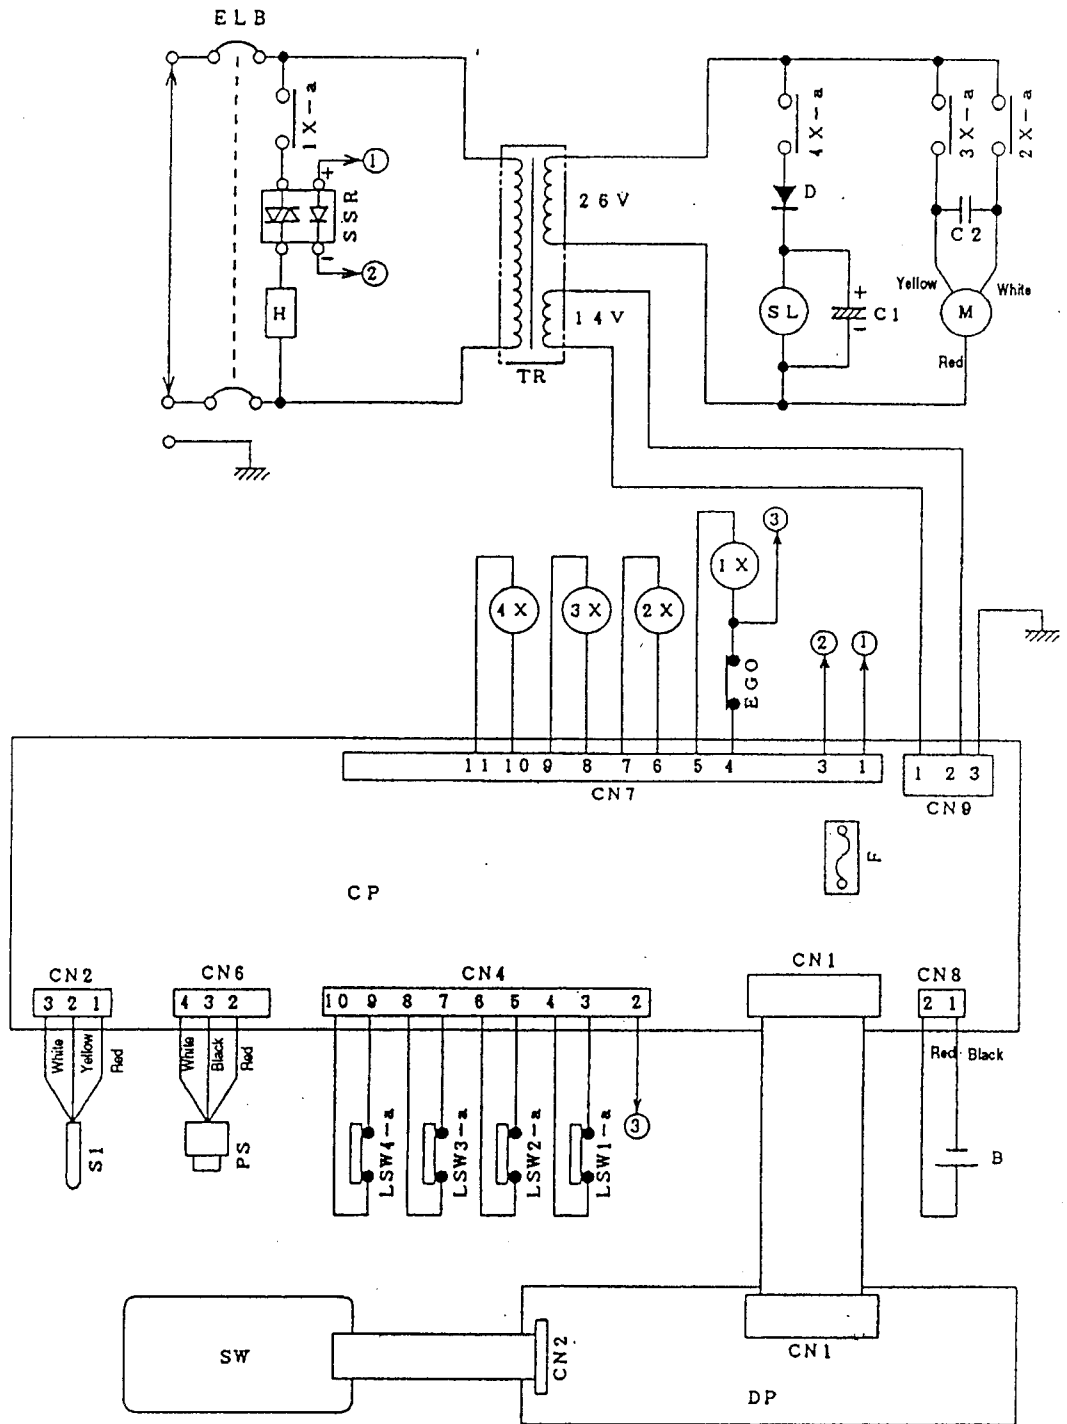 ELB
1X-a
+
1
SSR
-
2
H
TR
26V
14V
4X-a
D
SL
+
C1
-
3X-a
2X-a
C2
Yellow
White
M
Red
3
1X
4X
3X
2X
2
1
EGO
11 10 9 8 7 6 5 4 3 1
CN7
1 2 3
CN9
F
CP
CN2
3 2 1
CN6
4 3 2
CN4
10 9 8 7 6 5 4 3 2
CN1
CN8
2 1
White
Yellow
Red
White
Black
Red
Red
Black
S1
PS
LSW4-a
LSW3-a
LSW2-a
LSW1-a
3
B
SW
CN2
CN1
DP